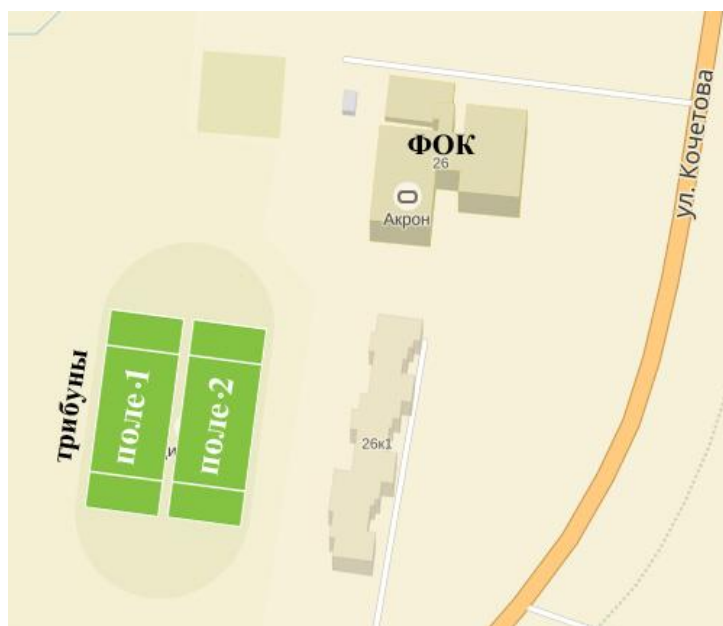 ул. Кочетова
ФОК
26
Акрон
трибуны
поле·1
поле·2
26к1